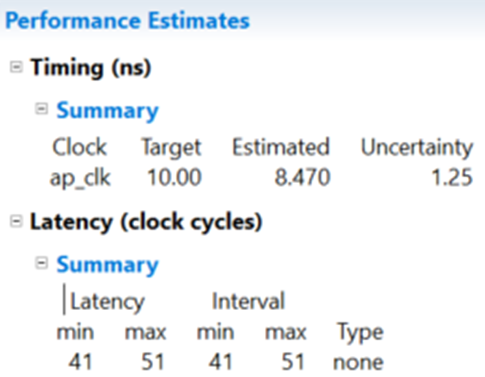 Performance Estimates
Timing (ns)
Summary
Clock Target Estimated Uncertainty
ap_clk 10.00 8.470 1.25
Latency (clock cycles)
Summary
Latency Interval
min max min max Type
41 51 41 51 none